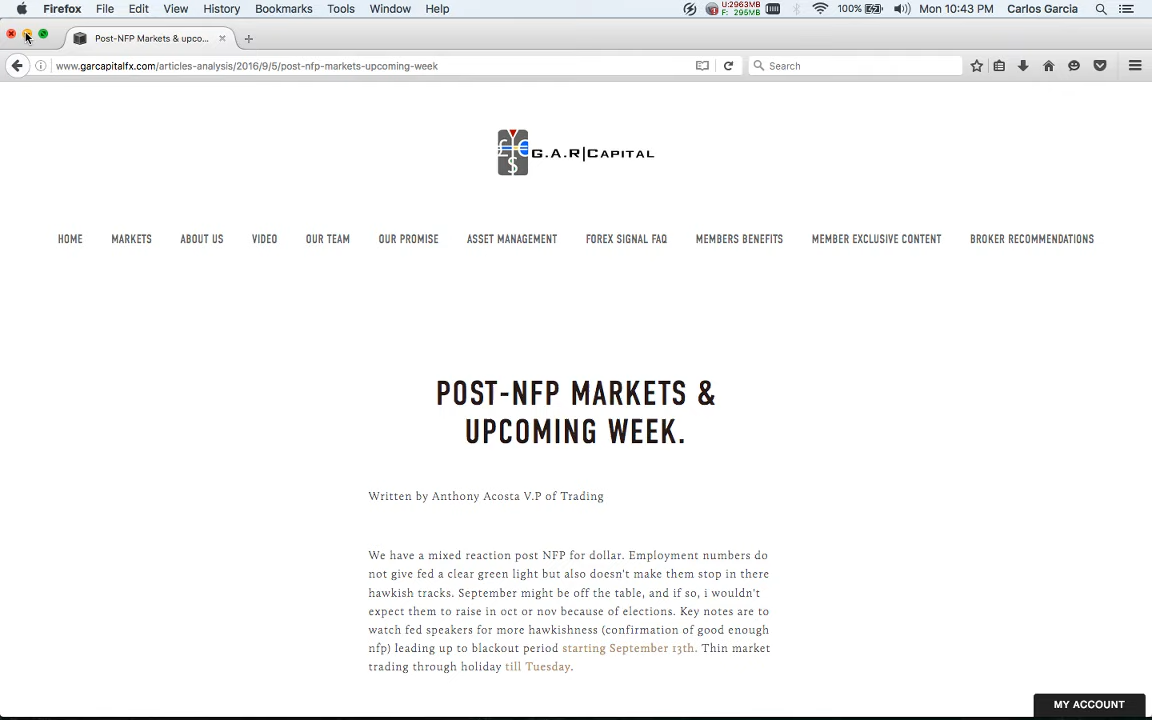 Firefox File Edit View History Bookmarks Tools Window Help U:2963MB F: 295MB 100% Mon 10:43 PM Carlos Garcia
Post-NFP Markets & upco...
www.garcapitalfx.com/articles-analysis/2016/9/5/post-nfp-markets-upcoming-week Search
£ ¥ € $ G.A.R|CAPITAL
HOME MARKETS ABOUT US VIDEO OUR TEAM OUR PROMISE ASSET MANAGEMENT FOREX SIGNAL FAQ MEMBERS BENEFITS MEMBER EXCLUSIVE CONTENT BROKER RECOMMENDATIONS
POST-NFP MARKETS &
UPCOMING WEEK.
Written by Anthony Acosta V.P of Trading
We have a mixed reaction post NFP for dollar. Employment numbers do
not give fed a clear green light but also doesn't make them stop in there
hawkish tracks. September might be off the table, and if so, i wouldn't
expect them to raise in oct or nov because of elections. Key notes are to
watch fed speakers for more hawkishness (confirmation of good enough
nfp) leading up to blackout period starting September 13th. Thin market
trading through holiday till Tuesday.
MY ACCOUNT